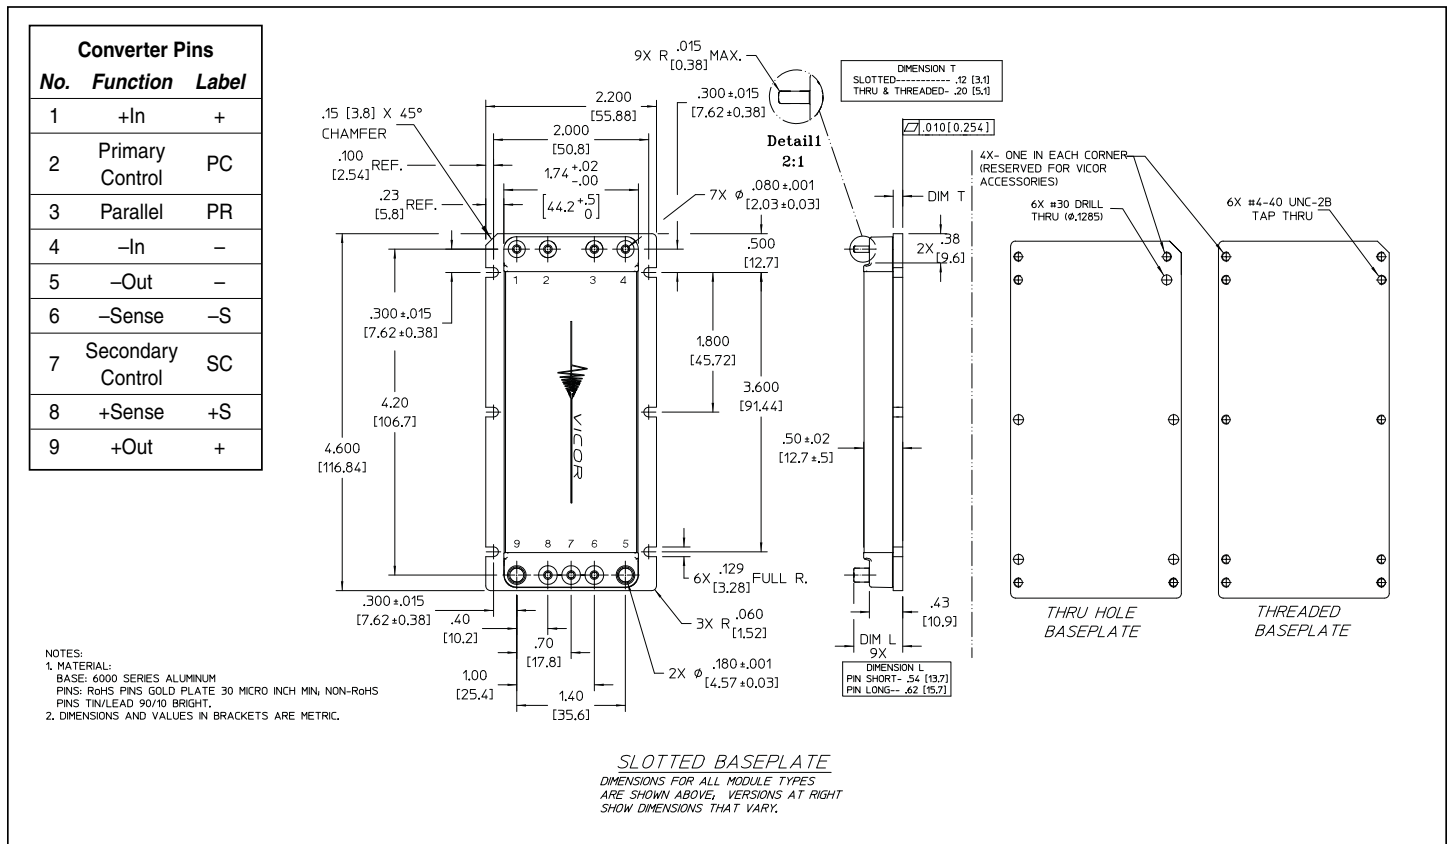 Converter Pins
No. Function Label
1 +In +
2 Primary Control PC
3 Parallel PR
4 –In –
5 –Out –
6 –Sense –S
7 Secondary Control SC
8 +Sense +S
9 +Out +
9X R .015 [0.38] MAX.
Detail1
2:1
DIMENSION T
SLOTTED----------- .12 [3.1]
THRU & THREADED- .20 [5.1]
.010[0.254]
.15 [3.8] X 45°
CHAMFER
2.200
[55.88]
.300±.015
[7.62±0.38]
2.000
[50.8]
.100
[2.54] REF.
1.74 +.02 -.00
[44.2 +.5 0]
.23
[5.8] REF.
7X ø .080±.001
[2.03±0.03]
.500
[12.7]
DIM T
2X .38
[9.6]
1 2 3 4
.300±.015
[7.62±0.38]
1.800
[45.72]
3.600
[91.44]
4.20
[106.7]
4.600
[116.84]
VICOR
.50±.02
[12.7±.5]
9 8 7 6 5
6X .129
[3.28] FULL R.
.300±.015
[7.62±0.38]
.40
[10.2]
.70
[17.8]
1.00
[25.4]
1.40
[35.6]
3X R .060
[1.52]
2X ø .180±.001
[4.57±0.03]
.43
[10.9]
DIM L
9X
DIMENSION L
PIN SHORT- .54 [13.7]
PIN LONG-- .62 [15.7]
4X- ONE IN EACH CORNER
(RESERVED FOR VICOR
ACCESSORIES)
6X #30 DRILL
THRU (ø.1285)
6X #4-40 UNC-2B
TAP THRU
THRU HOLE
BASEPLATE
THREADED
BASEPLATE
NOTES:
1. MATERIAL:
BASE: 6000 SERIES ALUMINUM
PINS: RoHS PINS GOLD PLATE 30 MICRO INCH MIN; NON-RoHS
PINS TIN/LEAD 90/10 BRIGHT.
2. DIMENSIONS AND VALUES IN BRACKETS ARE METRIC.
SLOTTED BASEPLATE
DIMENSIONS FOR ALL MODULE TYPES
ARE SHOWN ABOVE; VERSIONS AT RIGHT
SHOW DIMENSIONS THAT VARY.